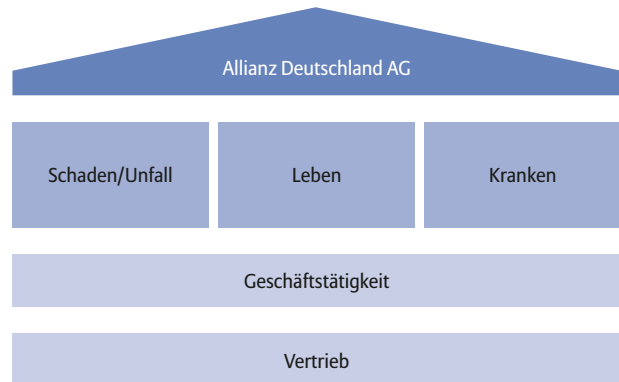 Allianz Deutschland AG
Schaden/Unfall
Leben
Kranken
Geschäftstätigkeit
Vertrieb